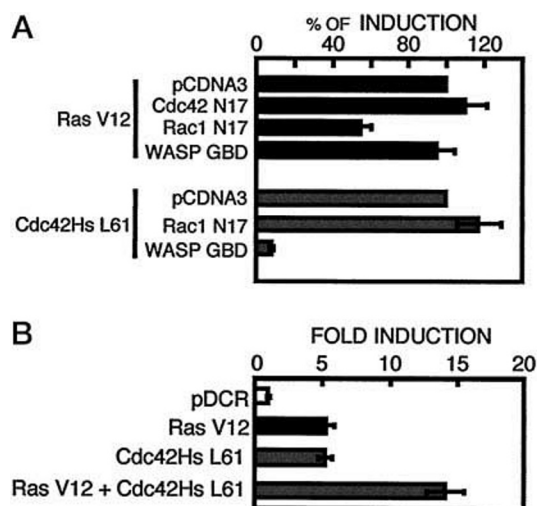 A
% OF INDUCTION
0 40 80 120
Ras V12
pCDNA3
Cdc42 N17
Rac1 N17
WASP GBD
Cdc42Hs L61
pCDNA3
Rac1 N17
WASP GBD
B
FOLD INDUCTION
0 5 10 15 20
pDCR
Ras V12
Cdc42Hs L61
Ras V12 + Cdc42Hs L61